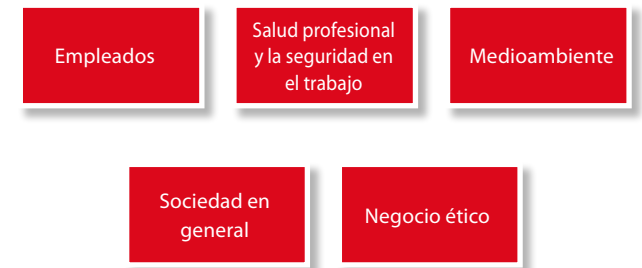 Empleados
Salud profesional
y la seguridad en
el trabajo
Medioambiente
Sociedad en
general
Negocio ético